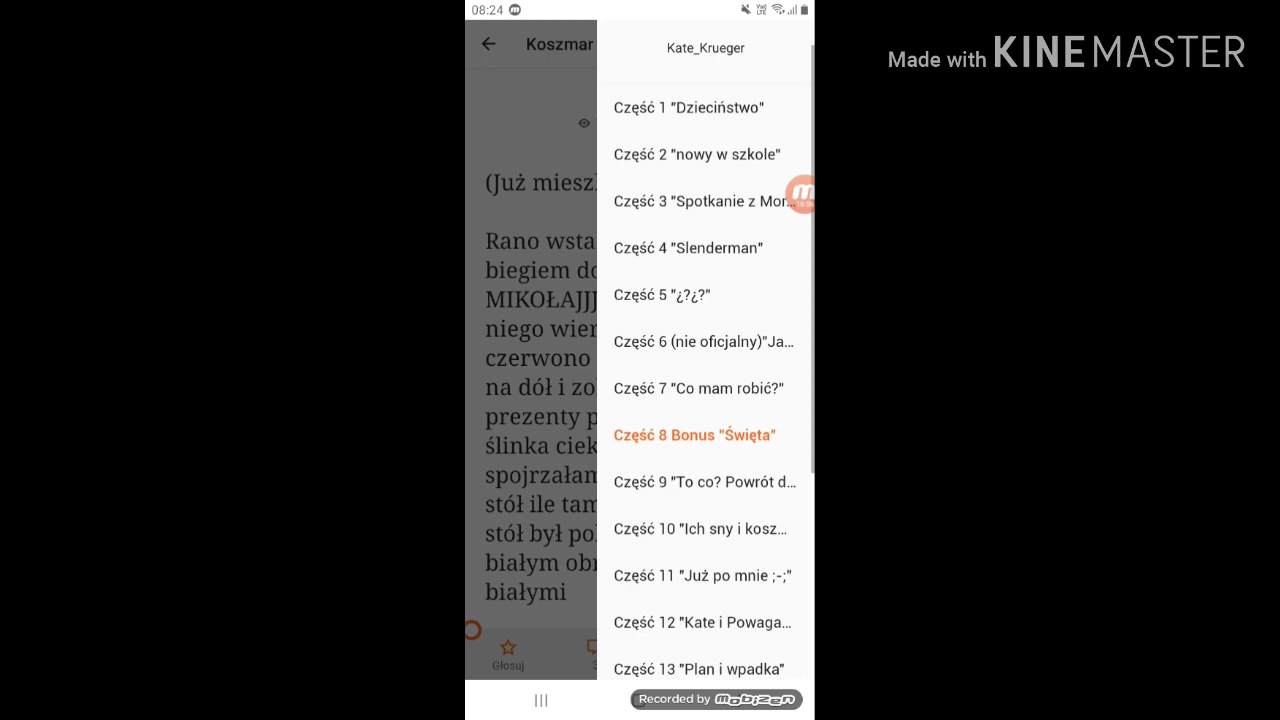 08:24
Made with KINEMASTER
Koszmar
Kate_Krueger
Część 1 "Dzieciństwo"
Część 2 "nowy w szkole"
Część 3 "Spotkanie z Mor...
Część 4 "Slenderman"
Część 5 "¿?¿?"
Część 6 (nie oficjalny)"Ja...
Część 7 "Co mam robić?"
Część 8 Bonus "Święta"
Część 9 "To co? Powrót d...
Część 10 "Ich sny i kosz...
Część 11 "Już po mnie ;-;"
Część 12 "Kate i Powaga...
Część 13 "Plan i wpadka"
(Już miesz
Rano wsta
biegiem do
MIKOŁAJJJ
niego wier
czerwono
na dół i zo
prezenty p
ślinka ciek
spojrzałam
stół ile tam
stół był po
białym obr
białymi
Głosuj
Recorded by mobizen